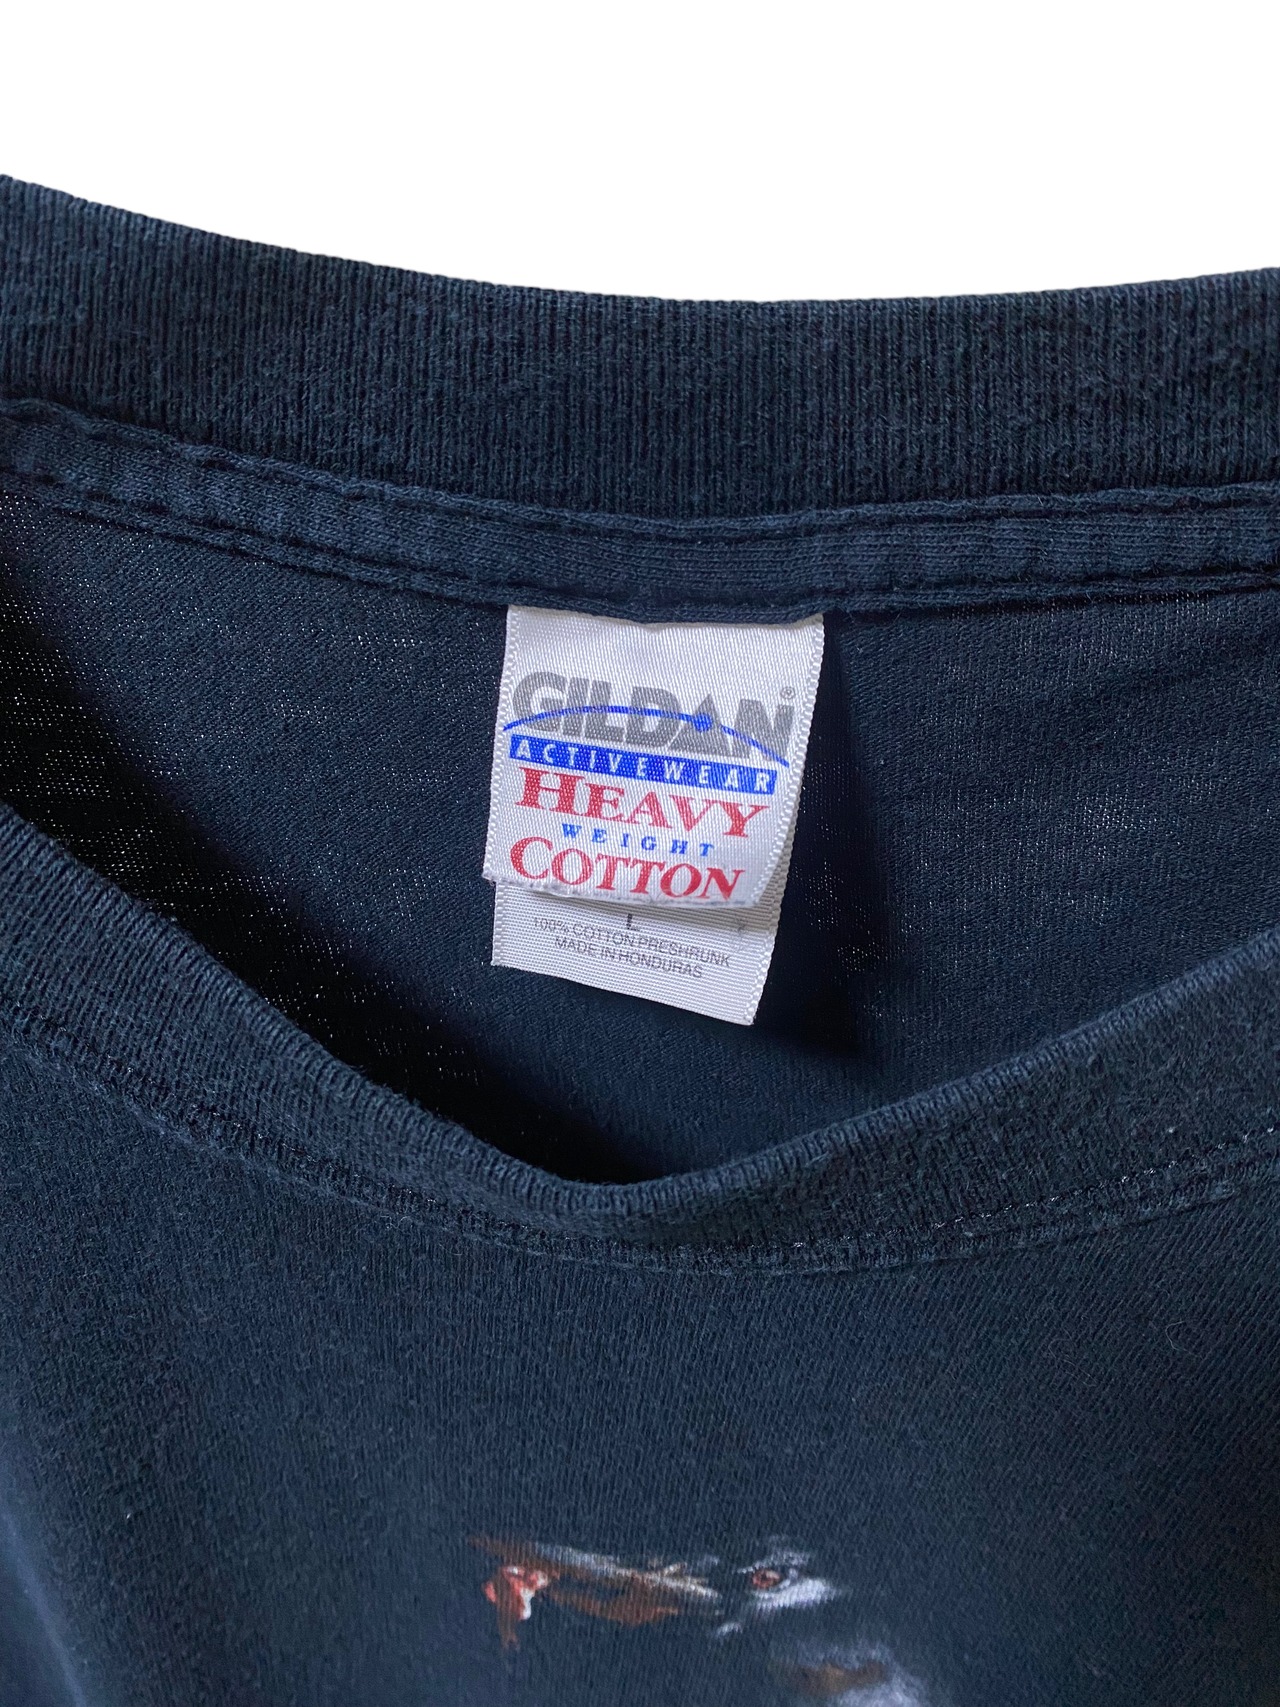 GILDAN®
ACTIVEWEAR
HEAVY
WEIGHT
COTTON
L
100% COTTON PRESHRUNK
MADE IN HONDURAS